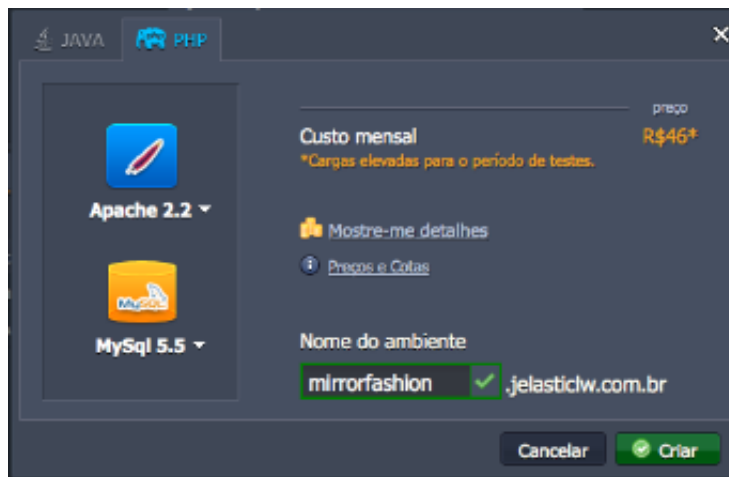 JAVA PHP
preço
Custo mensal R$46*
*Cargas elevadas para o período de testes.
Apache 2.2
Mostre-me detalhes
Preços e Cotas
MySQL
MySql 5.5
Nome do ambiente
mirrorfashion .jelasticlw.com.br
Cancelar Criar